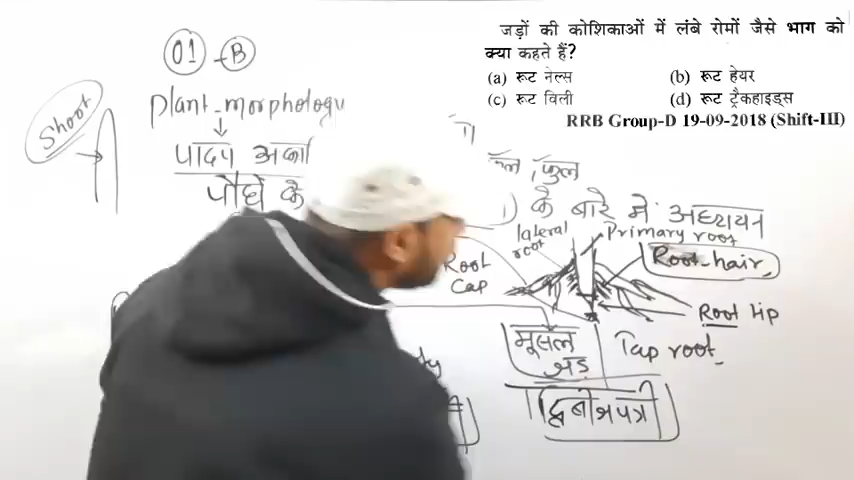 जड़ों की कोशिकाओं में लंबे रोमों जैसे भाग को
क्या कहते हैं?
(a) रूट नेल्स (b) रूट हेयर
(c) रूट विली (d) रूट ट्रैकहाइड्स
RRB Group-D 19-09-2018 (Shift-III)
01 - B
Plant-morphology
Shoot
पादप
पौधे के
फूल
के बारे में अध्ययन
lateral root
Primary root
Root-hair,
Root Cap
Root tip
मूसला जड़
Tap root
द्विबीजपत्री